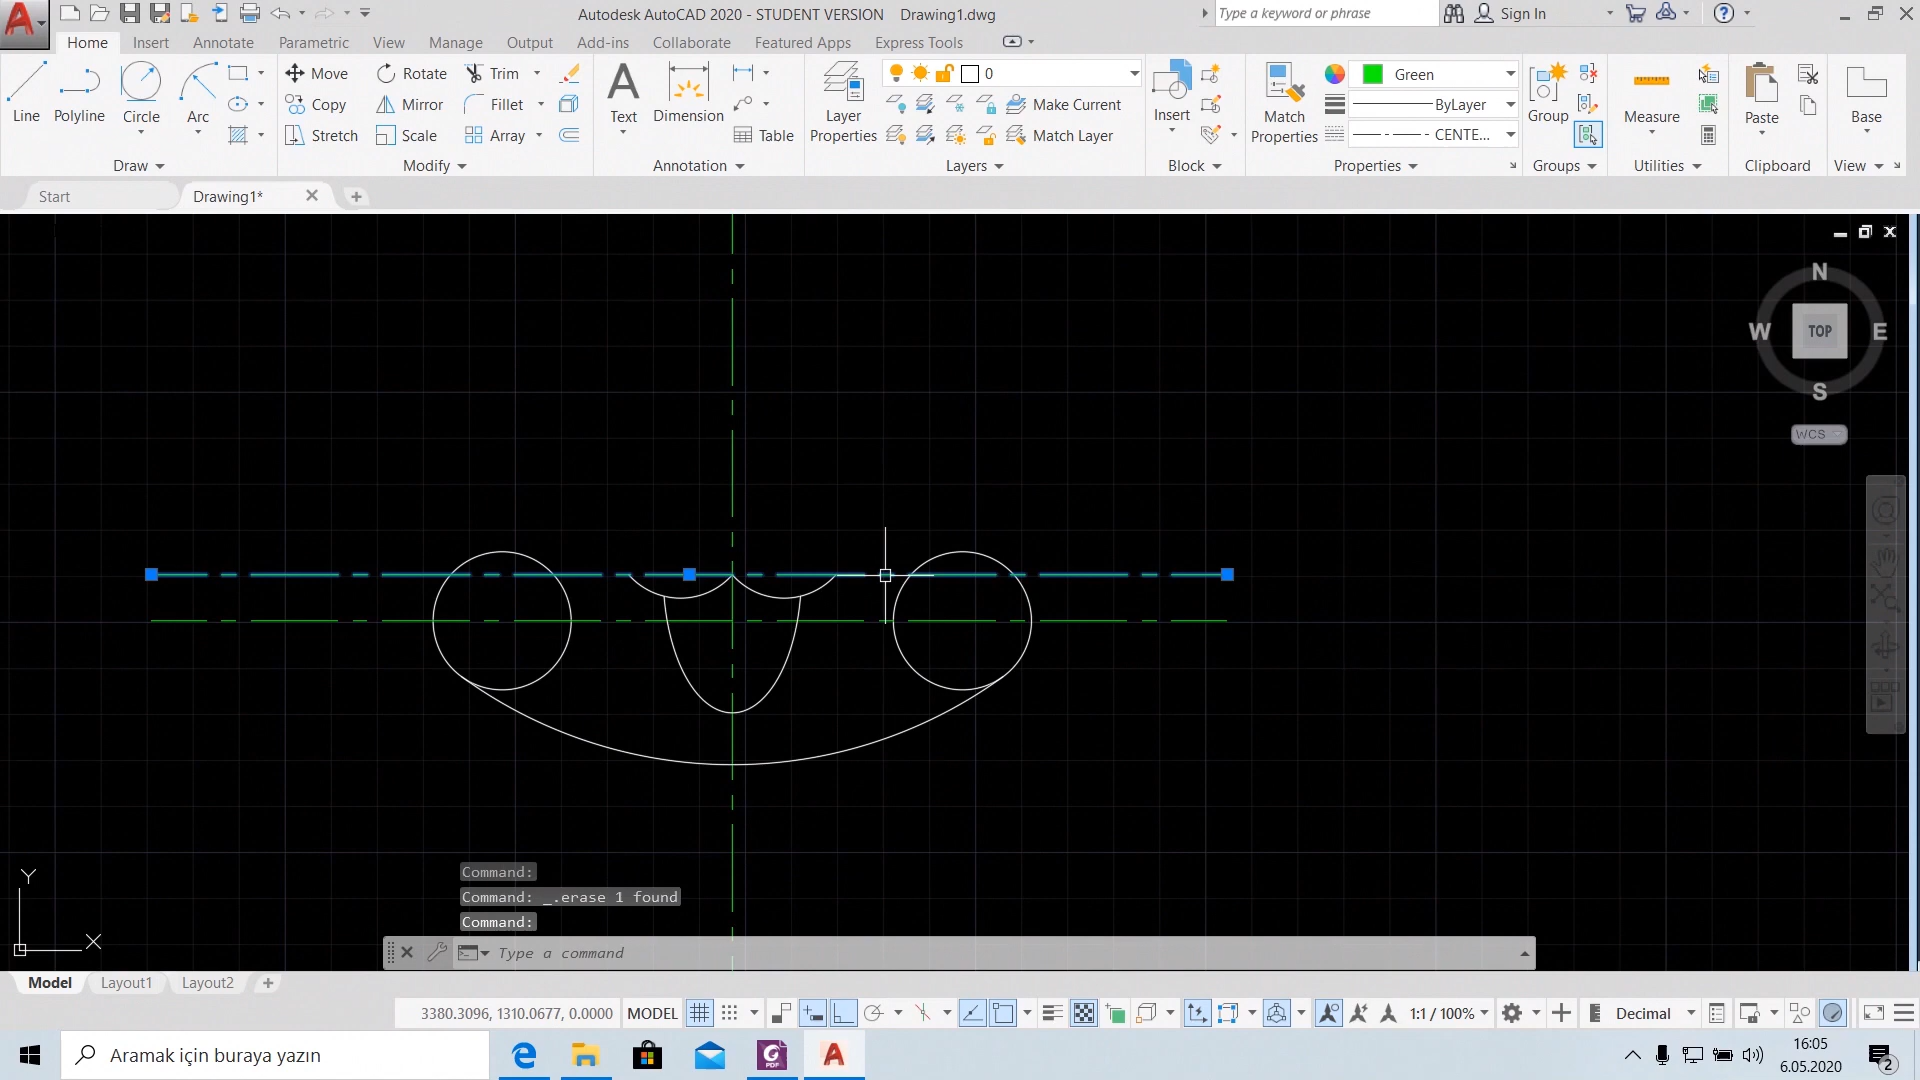 Autodesk AutoCAD 2020 - STUDENT VERSION Drawing1.dwg
Type a keyword or phrase
Sign In
Home Insert Annotate Parametric View Manage Output Add-ins Collaborate Featured Apps Express Tools
Line Polyline Circle Arc
Move Rotate Trim
Copy Mirror Fillet
Stretch Scale Array
Text Dimension Table
Layer Properties
0
Make Current
Match Layer
Insert
Match Properties
Green
ByLayer
CENTE...
Group
Measure
Paste
Base
Draw Modify Annotation Layers Block Properties Groups Utilities Clipboard View
Start Drawing1*
N
W TOP E
S
WCS
Y
X
Command:
Command: _.erase 1 found
Command:
Type a command
Model Layout1 Layout2
3380.3096, 1310.0677, 0.0000 MODEL 1:1 / 100% Decimal
Aramak için buraya yazın
PDF
16:05
6.05.2020
2